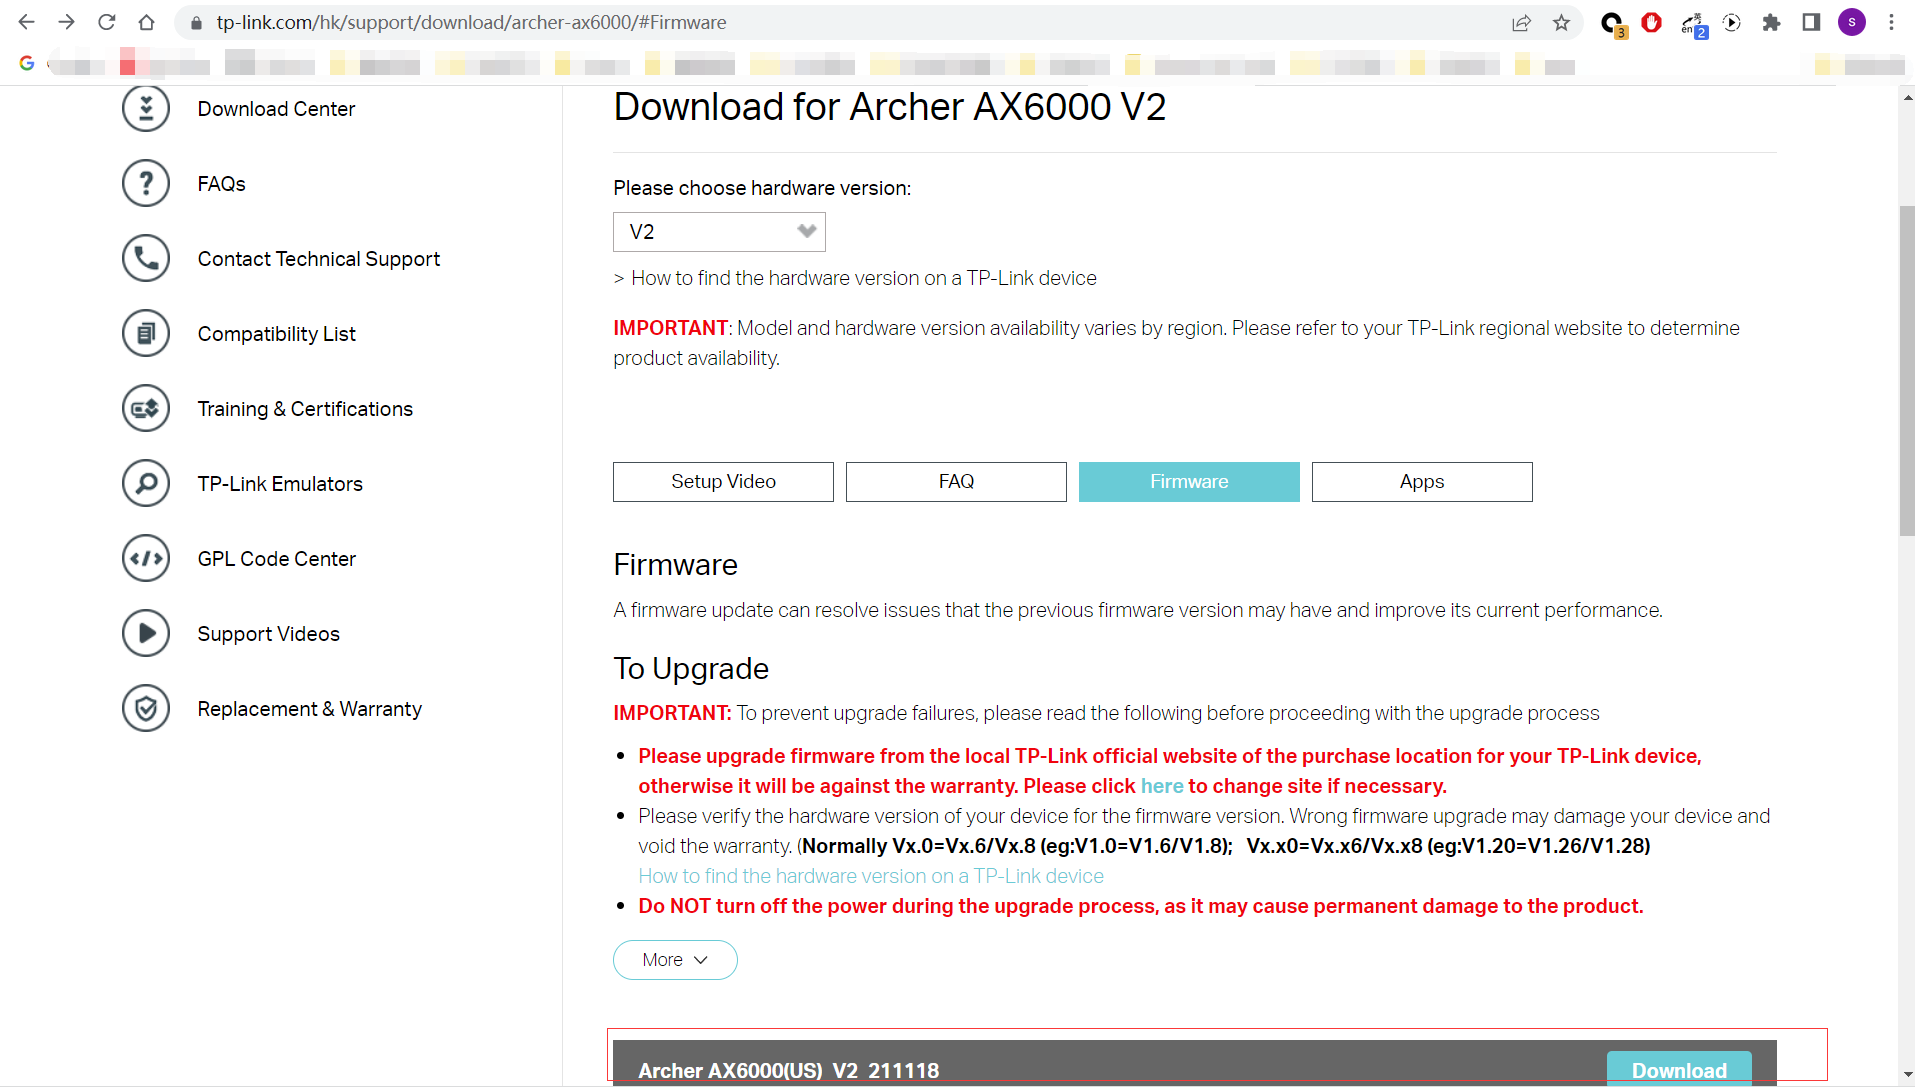 tp-link.com/hk/support/download/archer-ax6000/#Firmware
3
英
en
2
S
G
Download Center
FAQs
Contact Technical Support
Compatibility List
Training & Certifications
TP-Link Emulators
GPL Code Center
Support Videos
Replacement & Warranty
Download for Archer AX6000 V2
Please choose hardware version:
V2
> How to find the hardware version on a TP-Link device
IMPORTANT: Model and hardware version availability varies by region. Please refer to your TP-Link regional website to determine
product availability.
Setup Video
FAQ
Firmware
Apps
Firmware
A firmware update can resolve issues that the previous firmware version may have and improve its current performance.
To Upgrade
IMPORTANT: To prevent upgrade failures, please read the following before proceeding with the upgrade process
• Please upgrade firmware from the local TP-Link official website of the purchase location for your TP-Link device,
otherwise it will be against the warranty. Please click here to change site if necessary.
• Please verify the hardware version of your device for the firmware version. Wrong firmware upgrade may damage your device and
void the warranty. (Normally Vx.0=Vx.6/Vx.8 (eg:V1.0=V1.6/V1.8); Vx.x0=Vx.x6/Vx.x8 (eg:V1.20=V1.26/V1.28)
How to find the hardware version on a TP-Link device
• Do NOT turn off the power during the upgrade process, as it may cause permanent damage to the product.
More
Archer AX6000(US)_V2_211118
Download